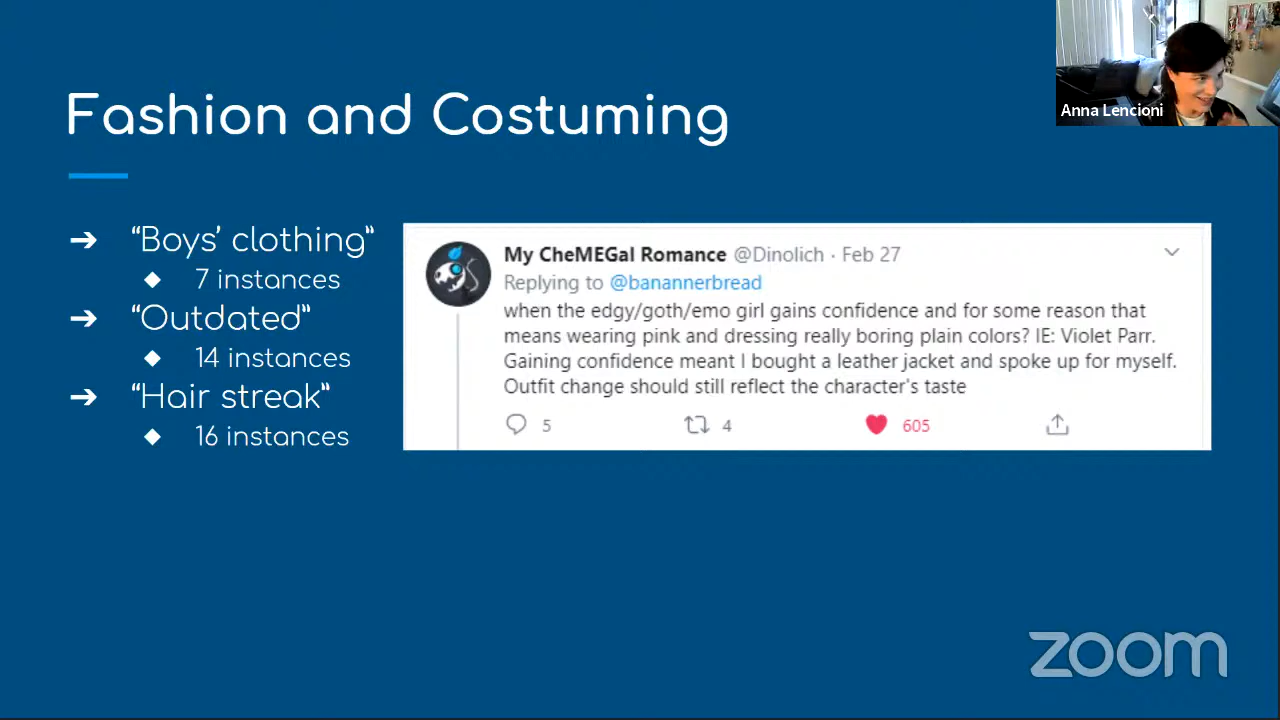 Anna Lencioni
Fashion and Costuming
➔ “Boys’ clothing”
◆ 7 instances
➔ “Outdated”
◆ 14 instances
➔ “Hair streak”
◆ 16 instances
My CheMEGal Romance @Dinolich · Feb 27
Replying to @banannerbread
when the edgy/goth/emo girl gains confidence and for some reason that
means wearing pink and dressing really boring plain colors? IE: Violet Parr.
Gaining confidence meant I bought a leather jacket and spoke up for myself.
Outfit change should still reflect the character's taste
5 4 605
zoom